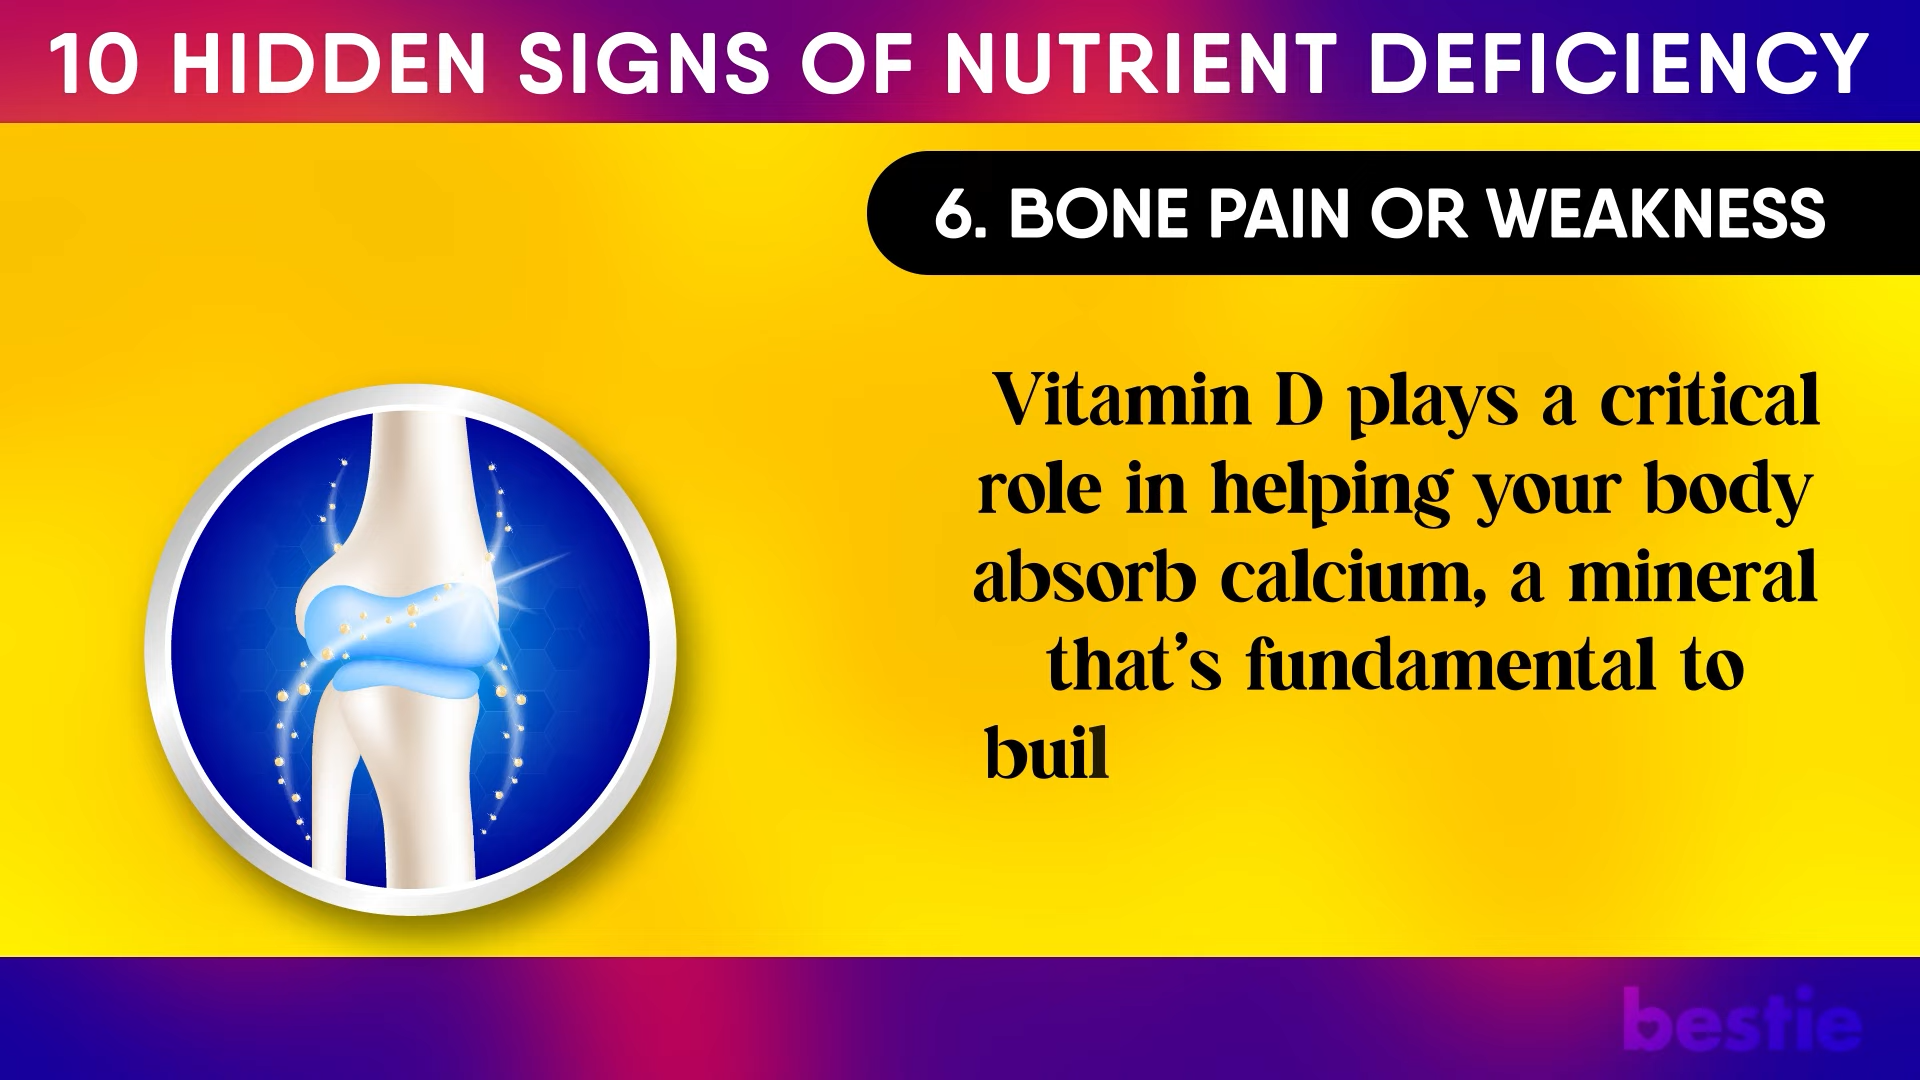 10 HIDDEN SIGNS OF NUTRIENT DEFICIENCY
6. BONE PAIN OR WEAKNESS
Vitamin D plays a critical
role in helping your body
absorb calcium, a mineral
that’s fundamental to
buil
bestie